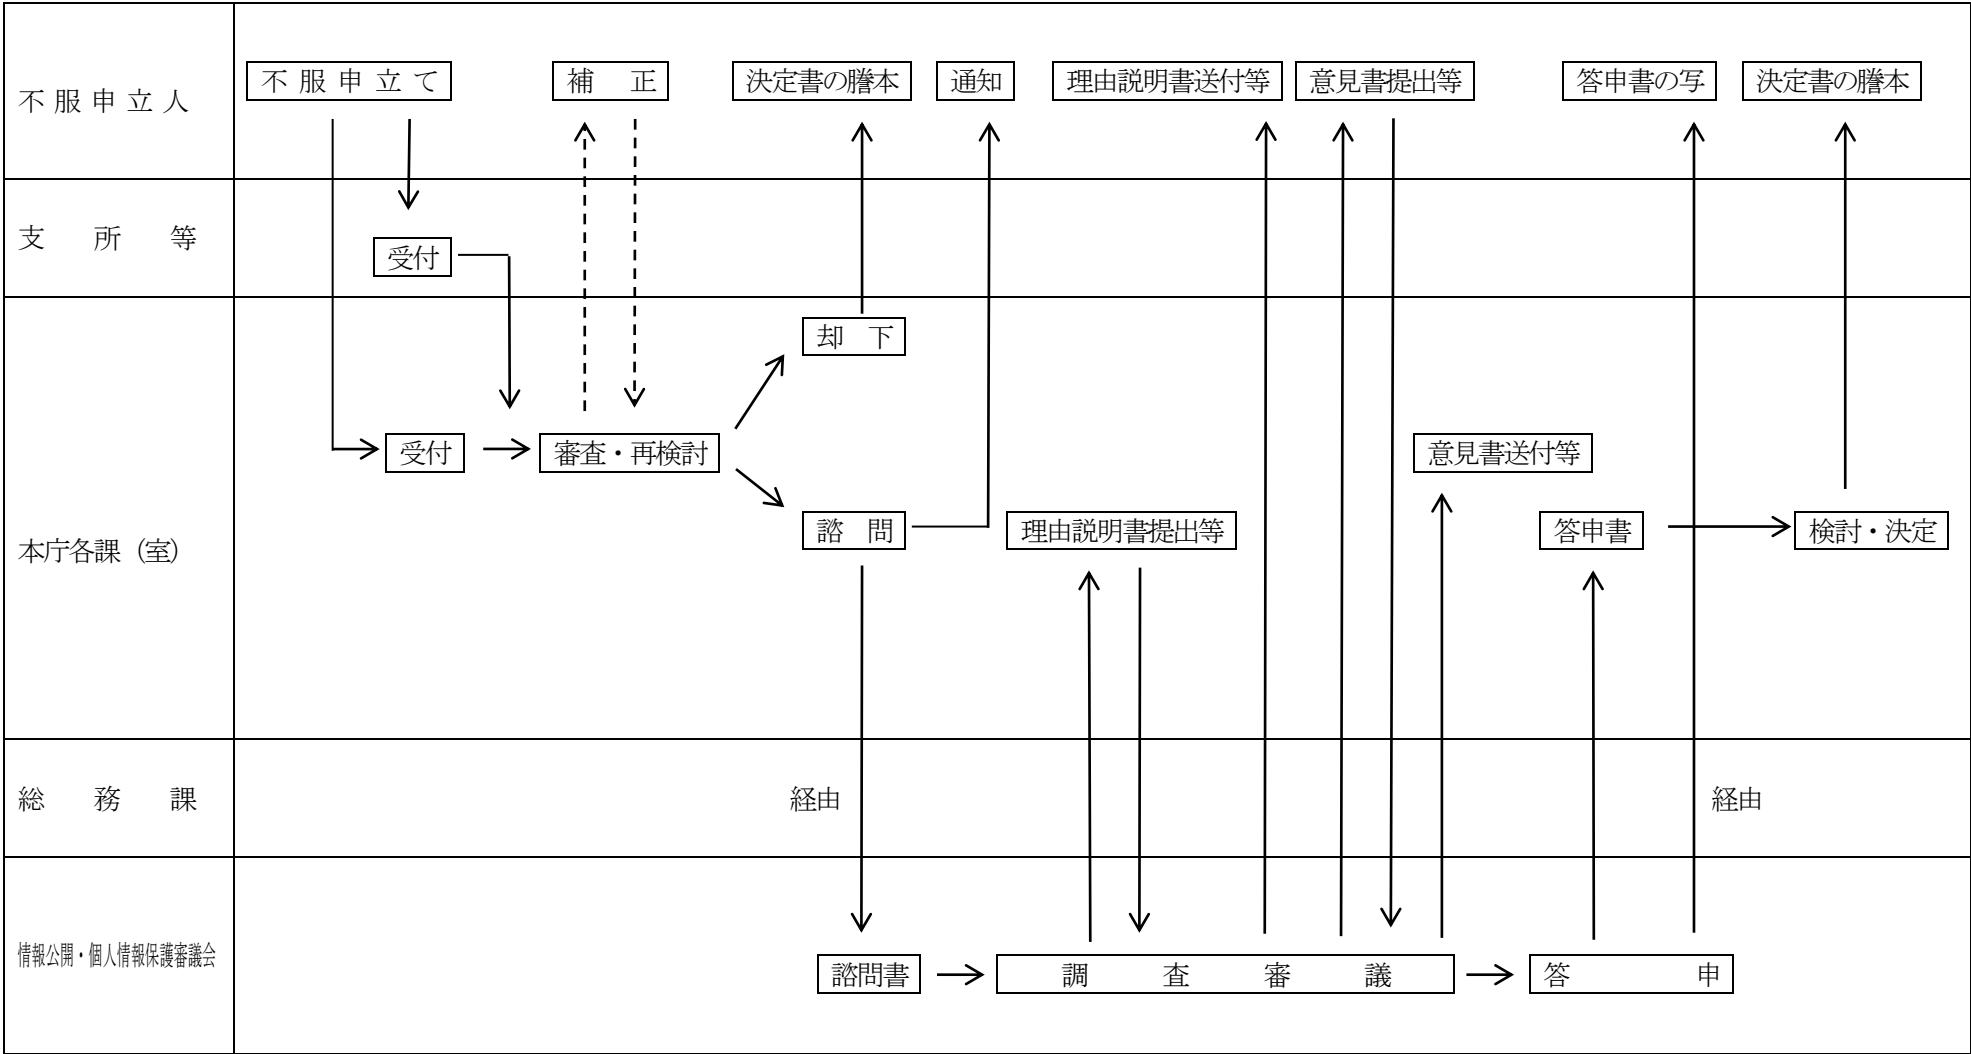 不服申立人
不服申立て
補正
決定書の謄本
通知
理由説明書送付等
意見書提出等
答申書の写
決定書の謄本
支所等
受付
本庁各課（室）
却下
受付
審査・再検討
意見書送付等
諮問
理由説明書提出等
答申書
検討・決定
総務課
経由
経由
情報公開・個人情報保護審議会
諮問書
調査審議
答申